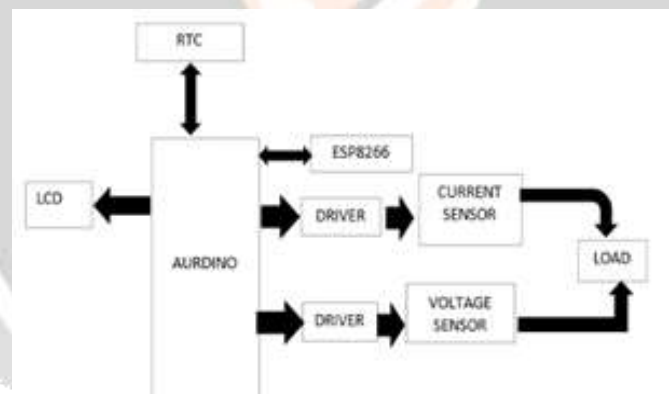 RTC
ESP8266
LCD
DRIVER
CURRENT
SENSOR
AURDINO
LOAD
DRIVER
VOLTAGE
SENSOR